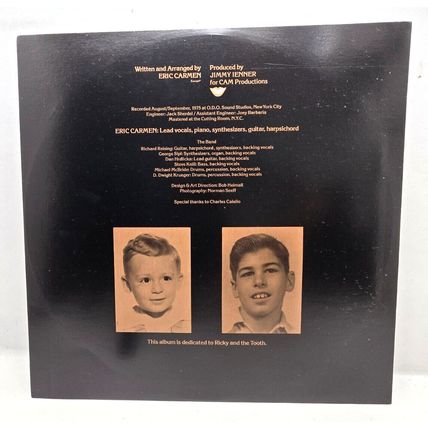 Written and Arranged by
ERIC CARMEN
Except*
Produced by
JIMMY IENNER
for CAM Productions
Recorded August/September, 1975 at O.D.O. Sound Studios, New York City
Engineer: Jack Sherdel / Assistant Engineer: Joey Barbaria
Mastered at the Cutting Room, N.Y.C.
ERIC CARMEN: Lead vocals, piano, synthesizers, guitar, harpsichord
The Band
Richard Reising: Guitar, harpsichord, synthesizers, backing vocals
George Sipl: Synthesizers, organ, backing vocals
Dan Hrdlicka: Lead guitar, backing vocals
Steve Knill: Bass, backing vocals
Michael McBride: Drums, percussion, backing vocals
D. Dwight Krueger: Drums, percussion, backing vocals
Design & Art Direction: Bob Heimall
Photography: Norman Seeff
Special thanks to Charles Calello
This album is dedicated to Ricky and the Tooth.